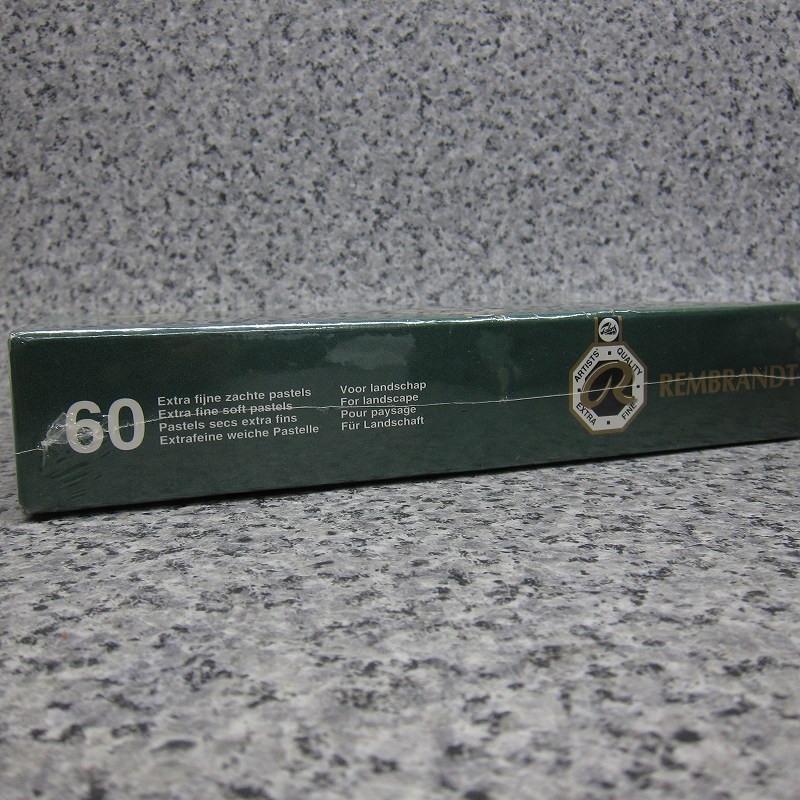 60
Extra fijne zachte pastels
Extra fine soft pastels
Pastels secs extra fins
Extrafeine weiche Pastelle
Voor landschap
For landscape
Pour paysage
Für Landschaft
ARTISTS' QUALITY
R
EXTRA FINE
REMBRANDT